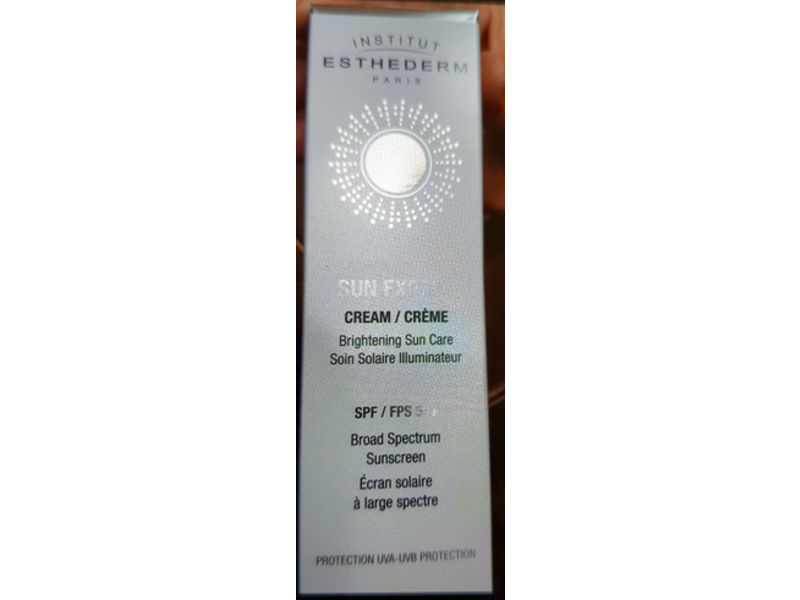 INSTITUT
ESTHEDERM
PARIS
SUN
CREAM / CRÈME
Brightening Sun Care
Soin Solaire Illuminateur
SPF / FPS
Broad Spectrum
Sunscreen
Écran solaire
à large spectre
PROTECTION UVA-UVB PROTECTION